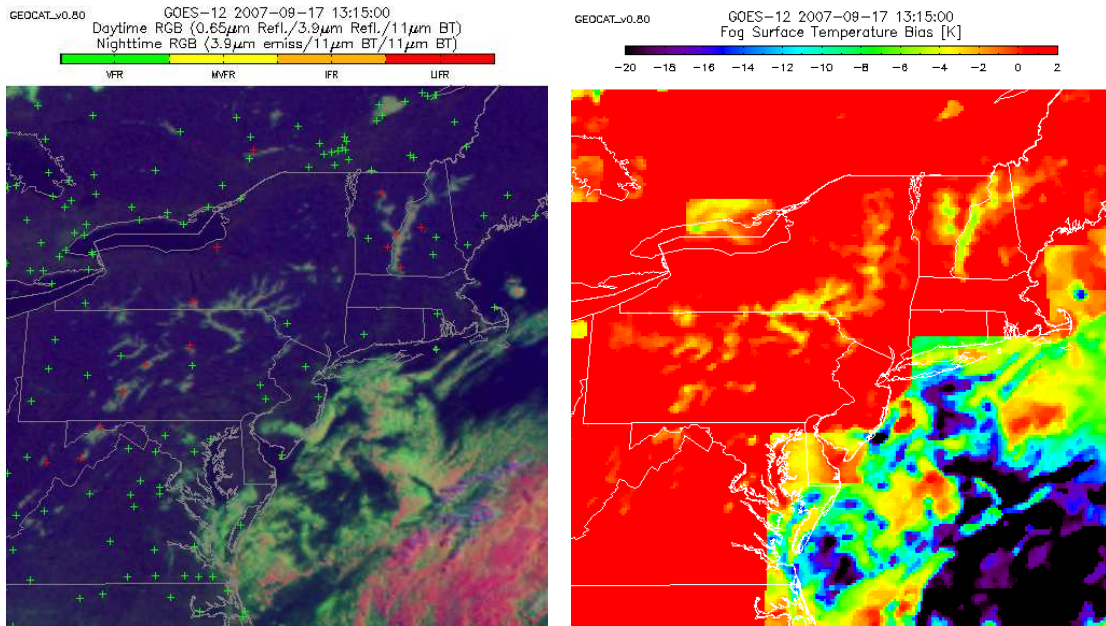 GEOCAT_v0.80
GOES-12 2007-09-17 13:15:00
Daytime RGB (0.65μm Refl./3.9μm Refl./11μm BT)
Nighttime RGB (3.9μm emiss/11μm BT/11μm BT)
VFR MVFR IFR LIFR
GEOCAT_v0.80
GOES-12 2007-09-17 13:15:00
Fog Surface Temperature Bias [K]
-20 -18 -16 -14 -12 -10 -8 -6 -4 -2 0 2